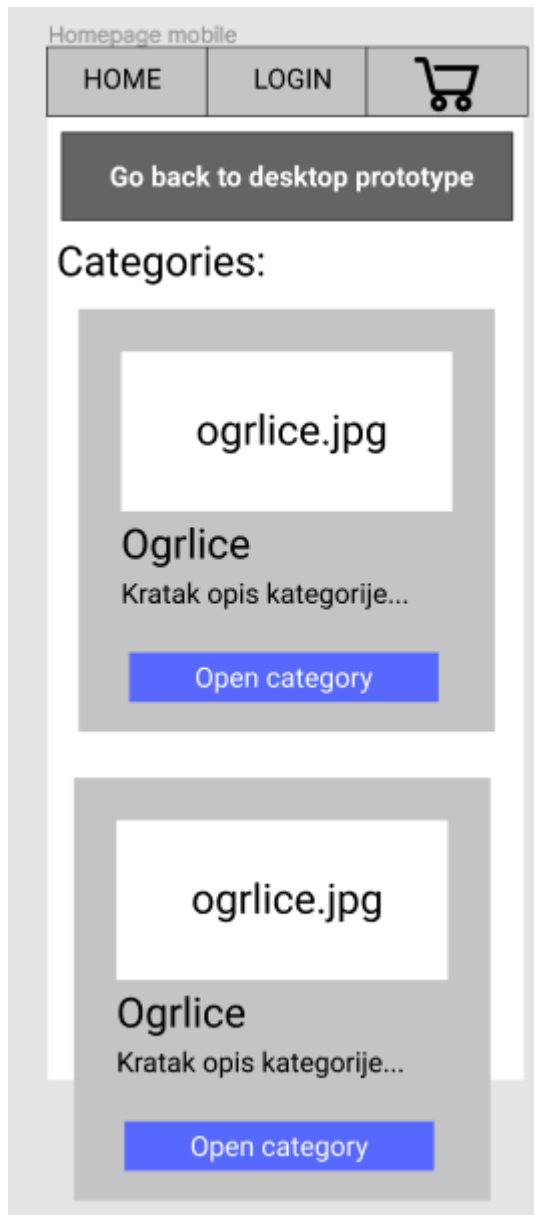 Homepage mobile
HOME LOGIN
Go back to desktop prototype
Categories:
ogrlice.jpg
Ogrlice
Kratak opis kategorije...
Open category
ogrlice.jpg
Ogrlice
Kratak opis kategorije...
Open category